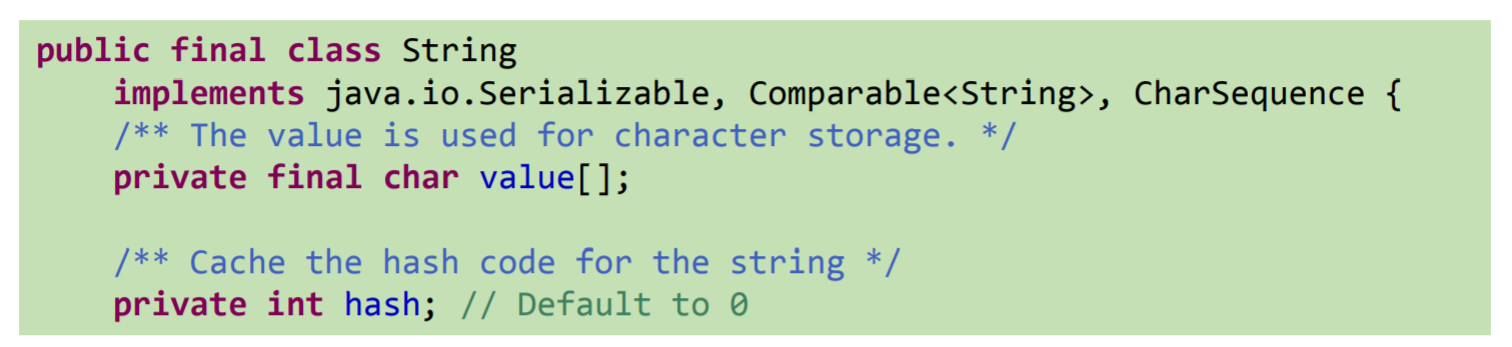 public final class String
implements java.io.Serializable, Comparable<String>, CharSequence {
/** The value is used for character storage. */
private final char value[];
/** Cache the hash code for the string */
private int hash; // Default to 0